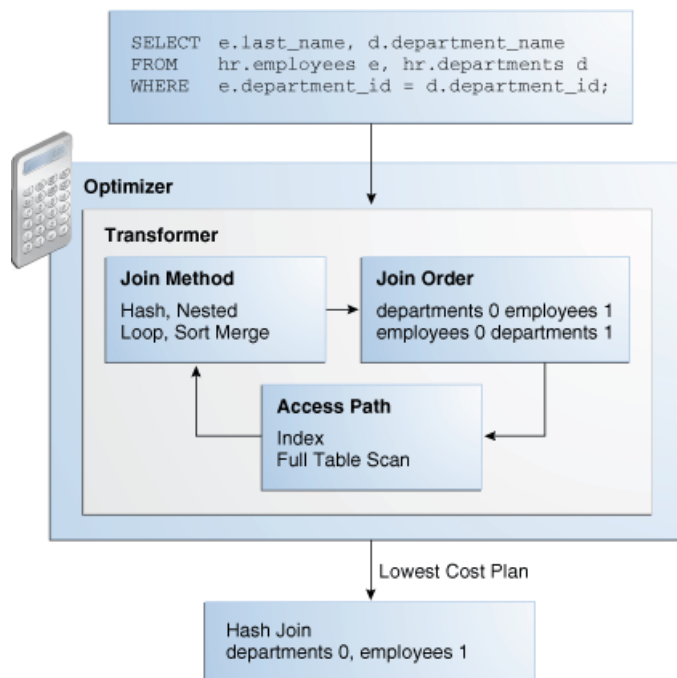 SELECT e.last_name, d.department_name
FROM hr.employees e, hr.departments d
WHERE e.department_id = d.department_id;
Optimizer
Transformer
Join Method
Hash, Nested
Loop, Sort Merge
Join Order
departments 0 employees 1
employees 0 departments 1
Access Path
Index
Full Table Scan
Lowest Cost Plan
Hash Join
departments 0, employees 1